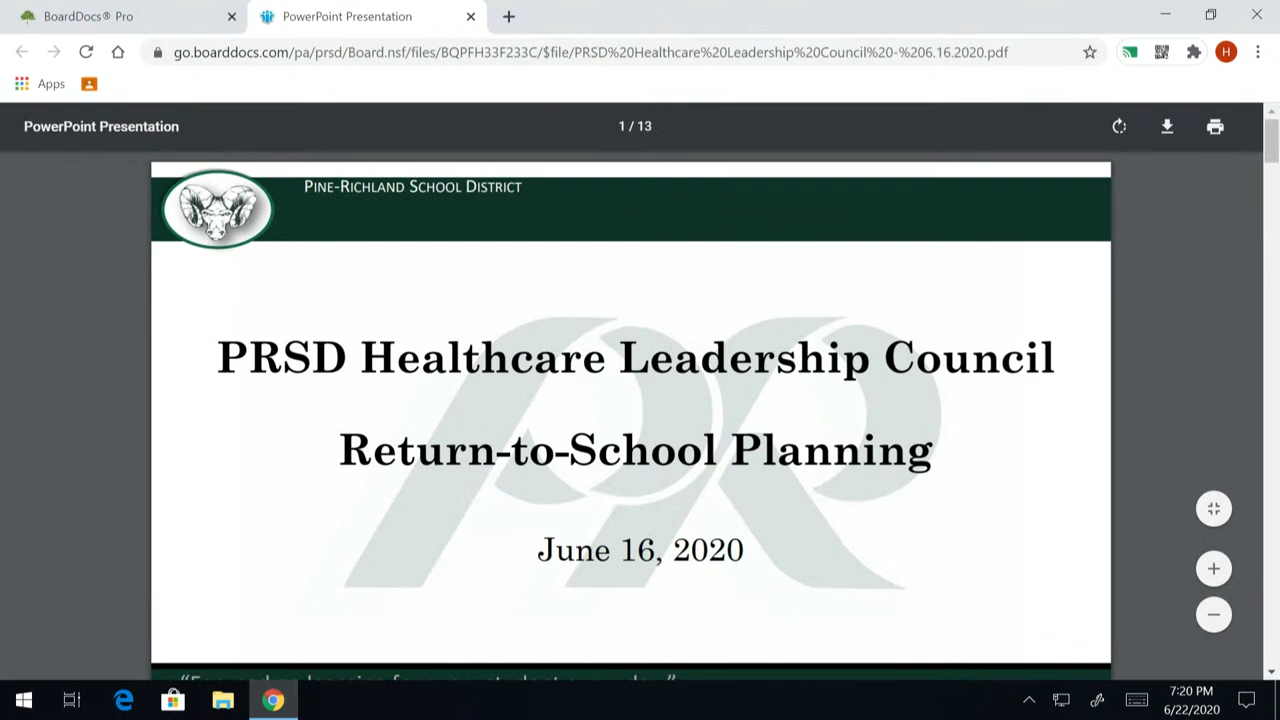 BoardDocs® Pro
PowerPoint Presentation
go.boarddocs.com/pa/prsd/Board.nsf/files/BQPFH33F233C/$file/PRSD%20Healthcare%20Leadership%20Council%20-%206.16.2020.pdf
H
Apps
PowerPoint Presentation
1 / 13
PINE-RICHLAND SCHOOL DISTRICT
PRSD Healthcare Leadership Council
Return-to-School Planning
June 16, 2020
7:20 PM
6/22/2020